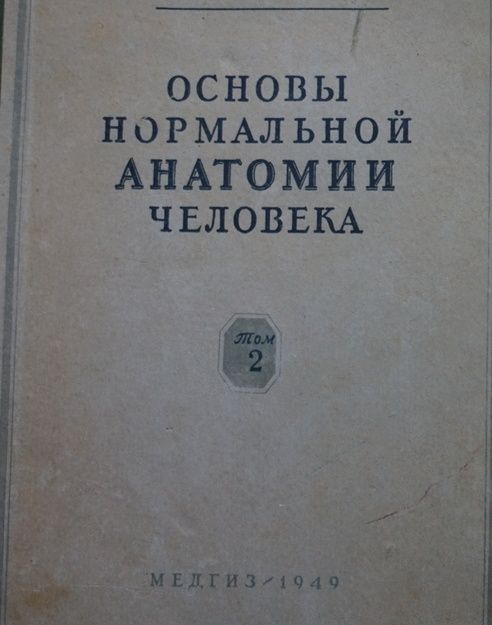 ОСНОВЫ
НОРМАЛЬНОЙ
АНАТОМИИ
ЧЕЛОВЕКА
Том
2
МЕДГИЗ-1949